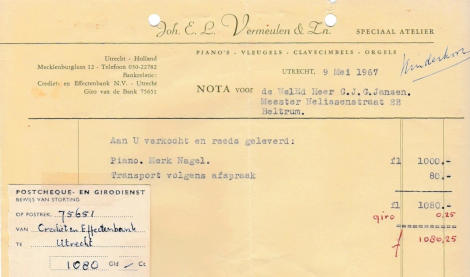 Joh. E. L. Vermeulen & Zn.
SPECIAAL ATELIER
PIANO'S - VLEUGELS - CLAVECIMBELS - ORGELS
Utrecht - Holland
Mecklenburglaan 12 - Telefoon 030-22782
Bankrelatie:
Crediet- en Effectenbank N.V. - Utrecht
Giro van de Bank 75651
UTRECHT, 9 Mei 1967
NOTA voor de WelEd Heer G.J.G.Jansen.
Meester Nelissenstraat 22
Beltrum.
Aan U verkocht en reeds geleverd:
Piano. Merk Nagel. fl 1000.—
Transport volgens afspraak 80.—
fl 1080.—
giro 0,25
f 1080,25
POSTCHEQUE- EN GIRODIENST
BEWIJS VAN STORTING
OP POSTREK. 75651
VAN Crediet en Effectenbank
TE Utrecht
1080 Gld / Ct